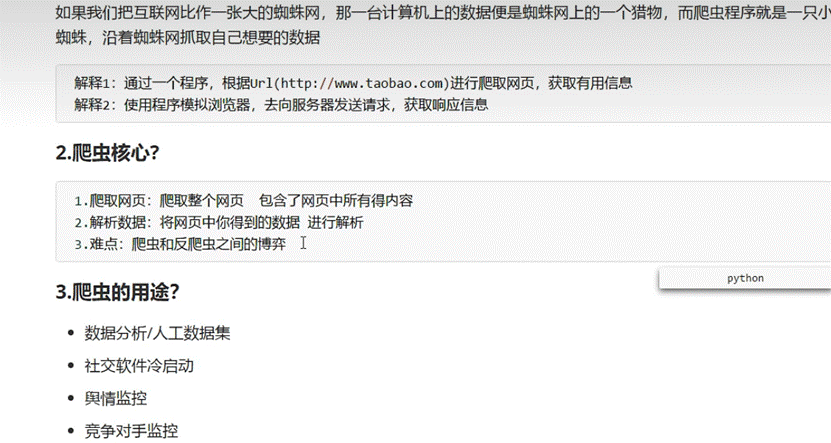 如果我们把互联网比作一张大的蜘蛛网，那一台计算机上的数据便是蜘蛛网上的一个猎物，而爬虫程序就是一只小
蜘蛛，沿着蜘蛛网抓取自己想要的数据
解释1：通过一个程序，根据Url(http://www.taobao.com)进行爬取网页，获取有用信息
解释2：使用程序模拟浏览器，去向服务器发送请求，获取响应信息
2.爬虫核心?
1.爬取网页：爬取整个网页 包含了网页中所有得内容
2.解析数据：将网页中你得到的数据 进行解析
3.难点：爬虫和反爬虫之间的博弈
python
3.爬虫的用途?
数据分析/人工数据集
社交软件冷启动
舆情监控
竞争对手监控